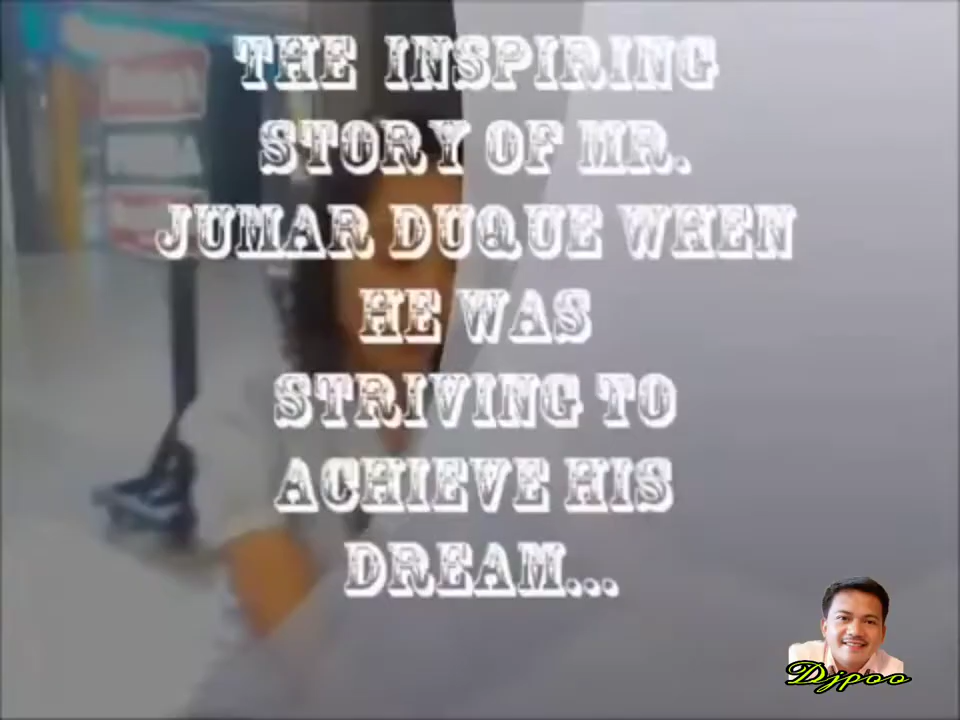 THE INSPIRING
STORY OF MR.
JUMAR DUQUE WHEN
HE WAS
STRIVING TO
ACHIEVE HIS
DREAM...
Djpoo